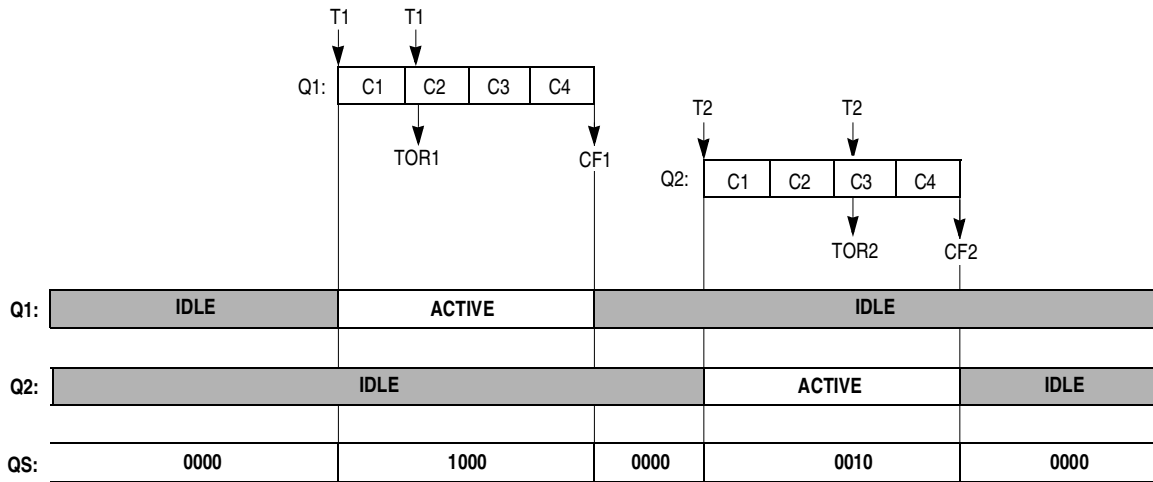 T1 T1
Q1: C1 C2 C3 C4
T2 T2
TOR1 CF1
Q2: C1 C2 C3 C4
TOR2 CF2
Q1: IDLE ACTIVE IDLE
Q2: IDLE ACTIVE IDLE
QS: 0000 1000 0000 0010 0000